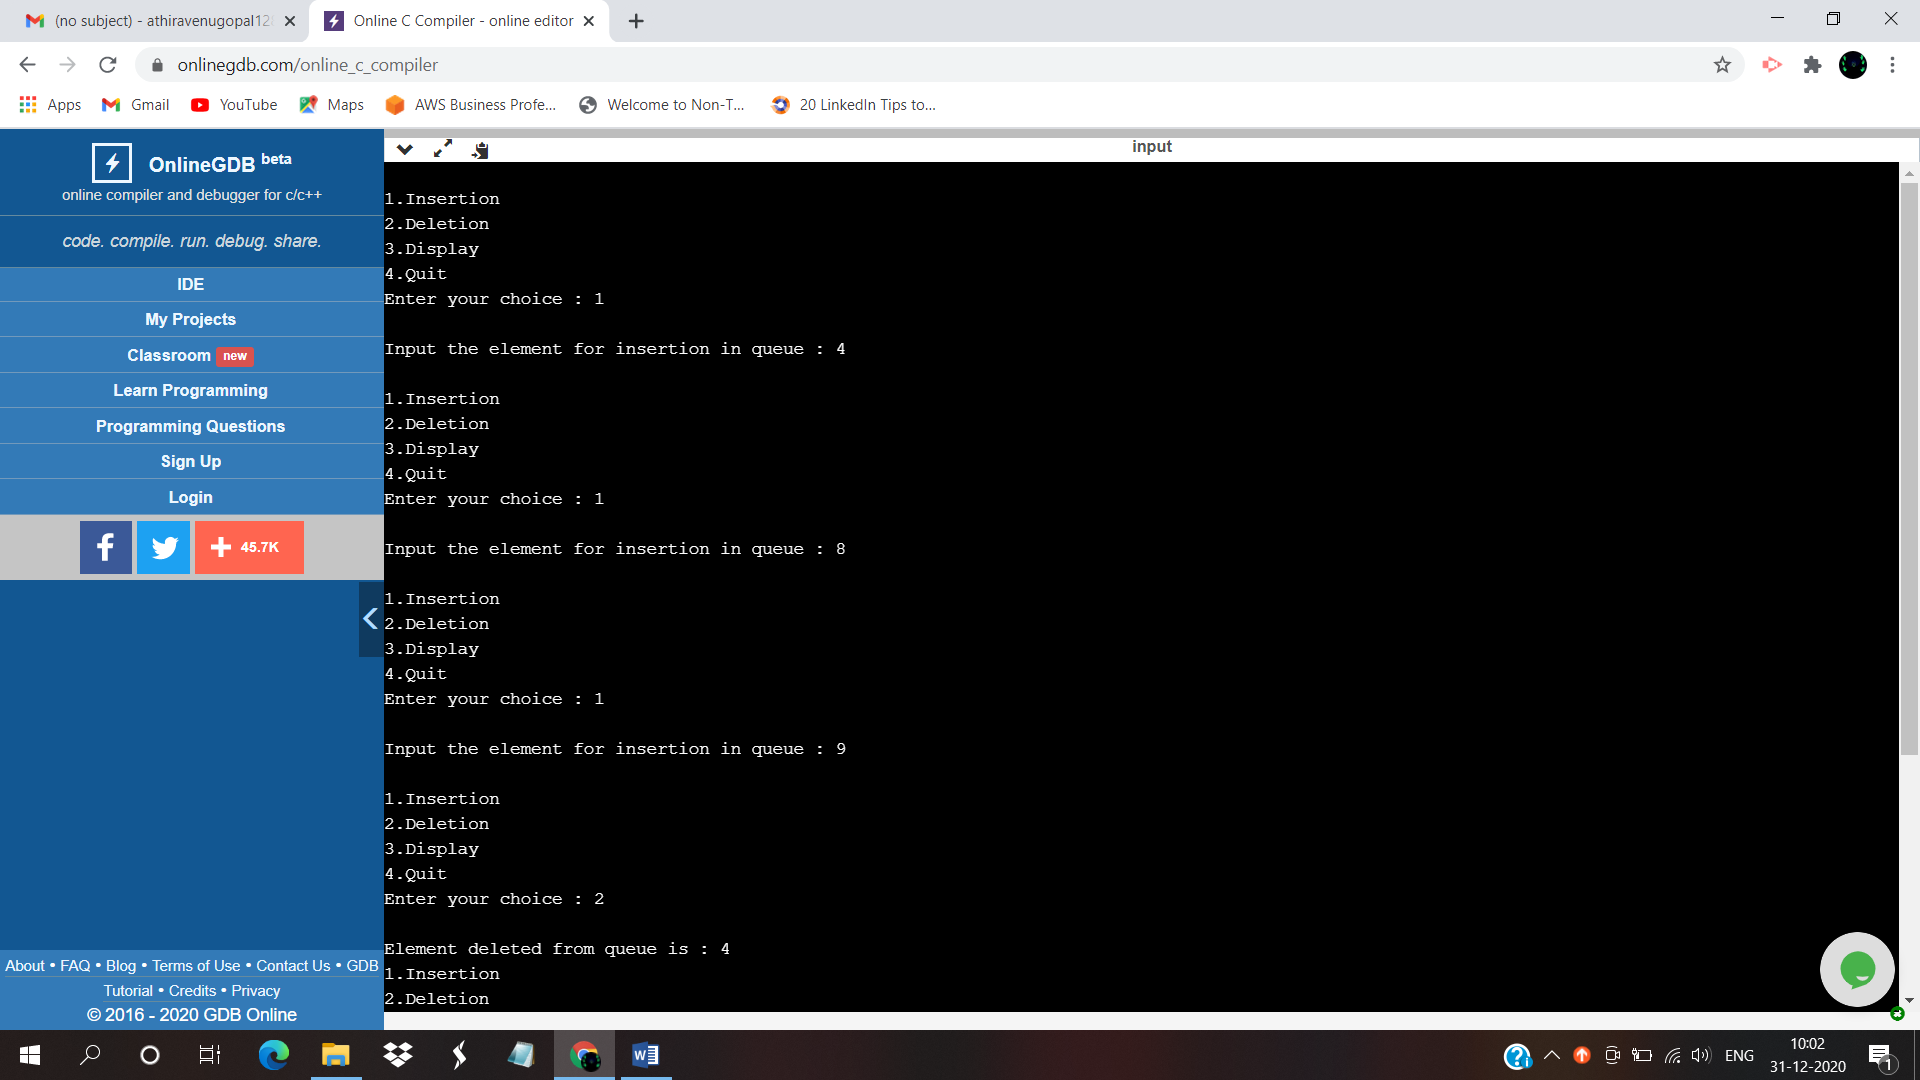 (no subject) - athiravenugopal12
Online C Compiler - online editor
onlinegdb.com/online_c_compiler
Apps
Gmail
YouTube
Maps
AWS Business Profe...
Welcome to Non-T...
20 LinkedIn Tips to...
OnlineGDB beta
online compiler and debugger for c/c++
code. compile. run. debug. share.
IDE
My Projects
Classroom new
Learn Programming
Programming Questions
Sign Up
Login
45.7K
About • FAQ • Blog • Terms of Use • Contact Us • GDB
Tutorial • Credits • Privacy
© 2016 - 2020 GDB Online
input
1.Insertion
2.Deletion
3.Display
4.Quit
Enter your choice : 1
Input the element for insertion in queue : 4
1.Insertion
2.Deletion
3.Display
4.Quit
Enter your choice : 1
Input the element for insertion in queue : 8
1.Insertion
2.Deletion
3.Display
4.Quit
Enter your choice : 1
Input the element for insertion in queue : 9
1.Insertion
2.Deletion
3.Display
4.Quit
Enter your choice : 2
Element deleted from queue is : 4
1.Insertion
2.Deletion
ENG
10:02
31-12-2020
1